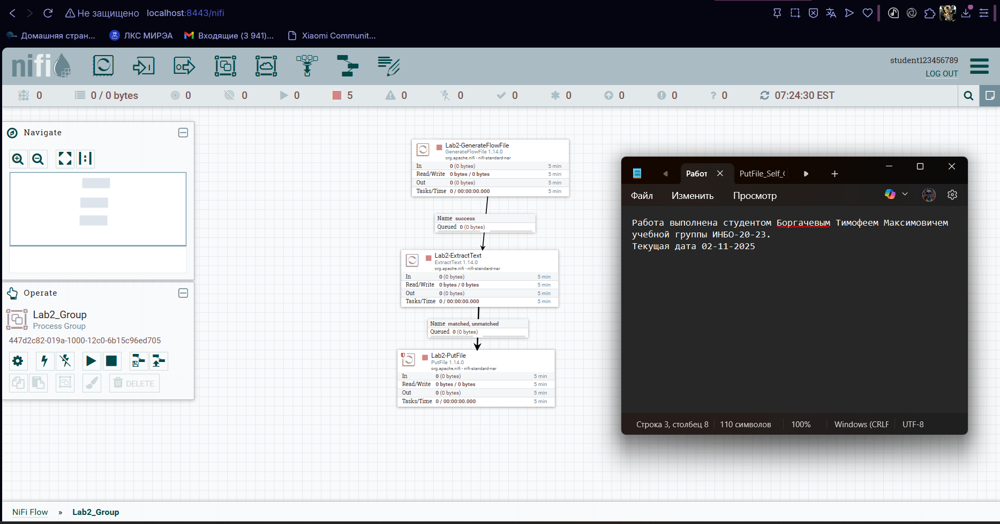 Не защищено localhost:8443/nifi
Домашняя стран...
ЛКС МИРЭА
Входящие (3 941)...
Xiaomi Communit...
nifi
student123456789
LOG OUT
0
0 / 0 bytes
0
0
0
5
0
0
0
0
0
0
0
07:24:30 EST
Navigate
Operate
Lab2_Group
Process Group
447d2c82-019a-1000-12c0-6b15c96ed705
DELETE
Lab2-GenerateFlowFile
GenerateFlowFile 1.14.0
org.apache.nifi - nifi-standard-nar
In 0 (0 bytes) 5 min
Read/Write 0 bytes / 0 bytes 5 min
Out 0 (0 bytes) 5 min
Tasks/Time 0 / 00:00:00.000 5 min
Name success
Queued 0 (0 bytes)
Lab2-ExtractText
ExtractText 1.14.0
org.apache.nifi - nifi-standard-nar
In 0 (0 bytes) 5 min
Read/Write 0 bytes / 0 bytes 5 min
Out 0 (0 bytes) 5 min
Tasks/Time 0 / 00:00:00.000 5 min
Name matched, unmatched
Queued 0 (0 bytes)
Lab2-PutFile
PutFile 1.14.0
org.apache.nifi - nifi-standard-nar
In 0 (0 bytes) 5 min
Read/Write 0 bytes / 0 bytes 5 min
Out 0 (0 bytes) 5 min
Tasks/Time 0 / 00:00:00.000 5 min
Работ
PutFile_Self_
Файл Изменить Просмотр
Работа выполнена студентом Боргачевым Тимофеем Максимовичем
учебной группы ИНБО-20-23.
Текущая дата 02-11-2025
Строка 3, столбец 8 110 символов 100% Windows (CRLF UTF-8
NiFi Flow » Lab2_Group